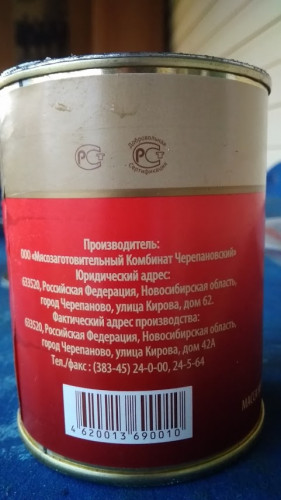 Добровольная
Сертификация
Производитель:
ООО «Мясозаготовительный Комбинат Черепановский»
Юридический адрес:
633520, Российская Федерация, Новосибирская область,
город Черепаново, улица Кирова, дом 62.
Фактический адрес производства:
633520, Российская Федерация, Новосибирская область,
город Черепаново, улица Кирова, дом 42А
Тел./факс : (383-45) 24-0-00, 24-5-64
4 620013 690010